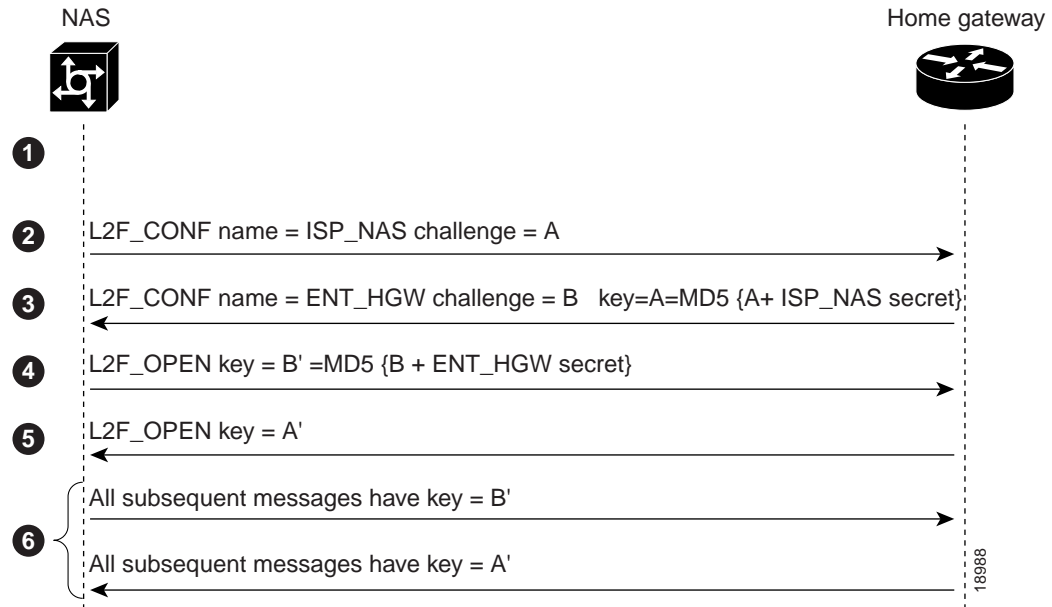 NAS
Home gateway
1
2
L2F_CONF name = ISP_NAS challenge = A
3
L2F_CONF name = ENT_HGW challenge = B key=A=MD5 {A+ ISP_NAS secret}
4
L2F_OPEN key = B' =MD5 {B + ENT_HGW secret}
5
L2F_OPEN key = A'
6
All subsequent messages have key = B'
All subsequent messages have key = A'
18988